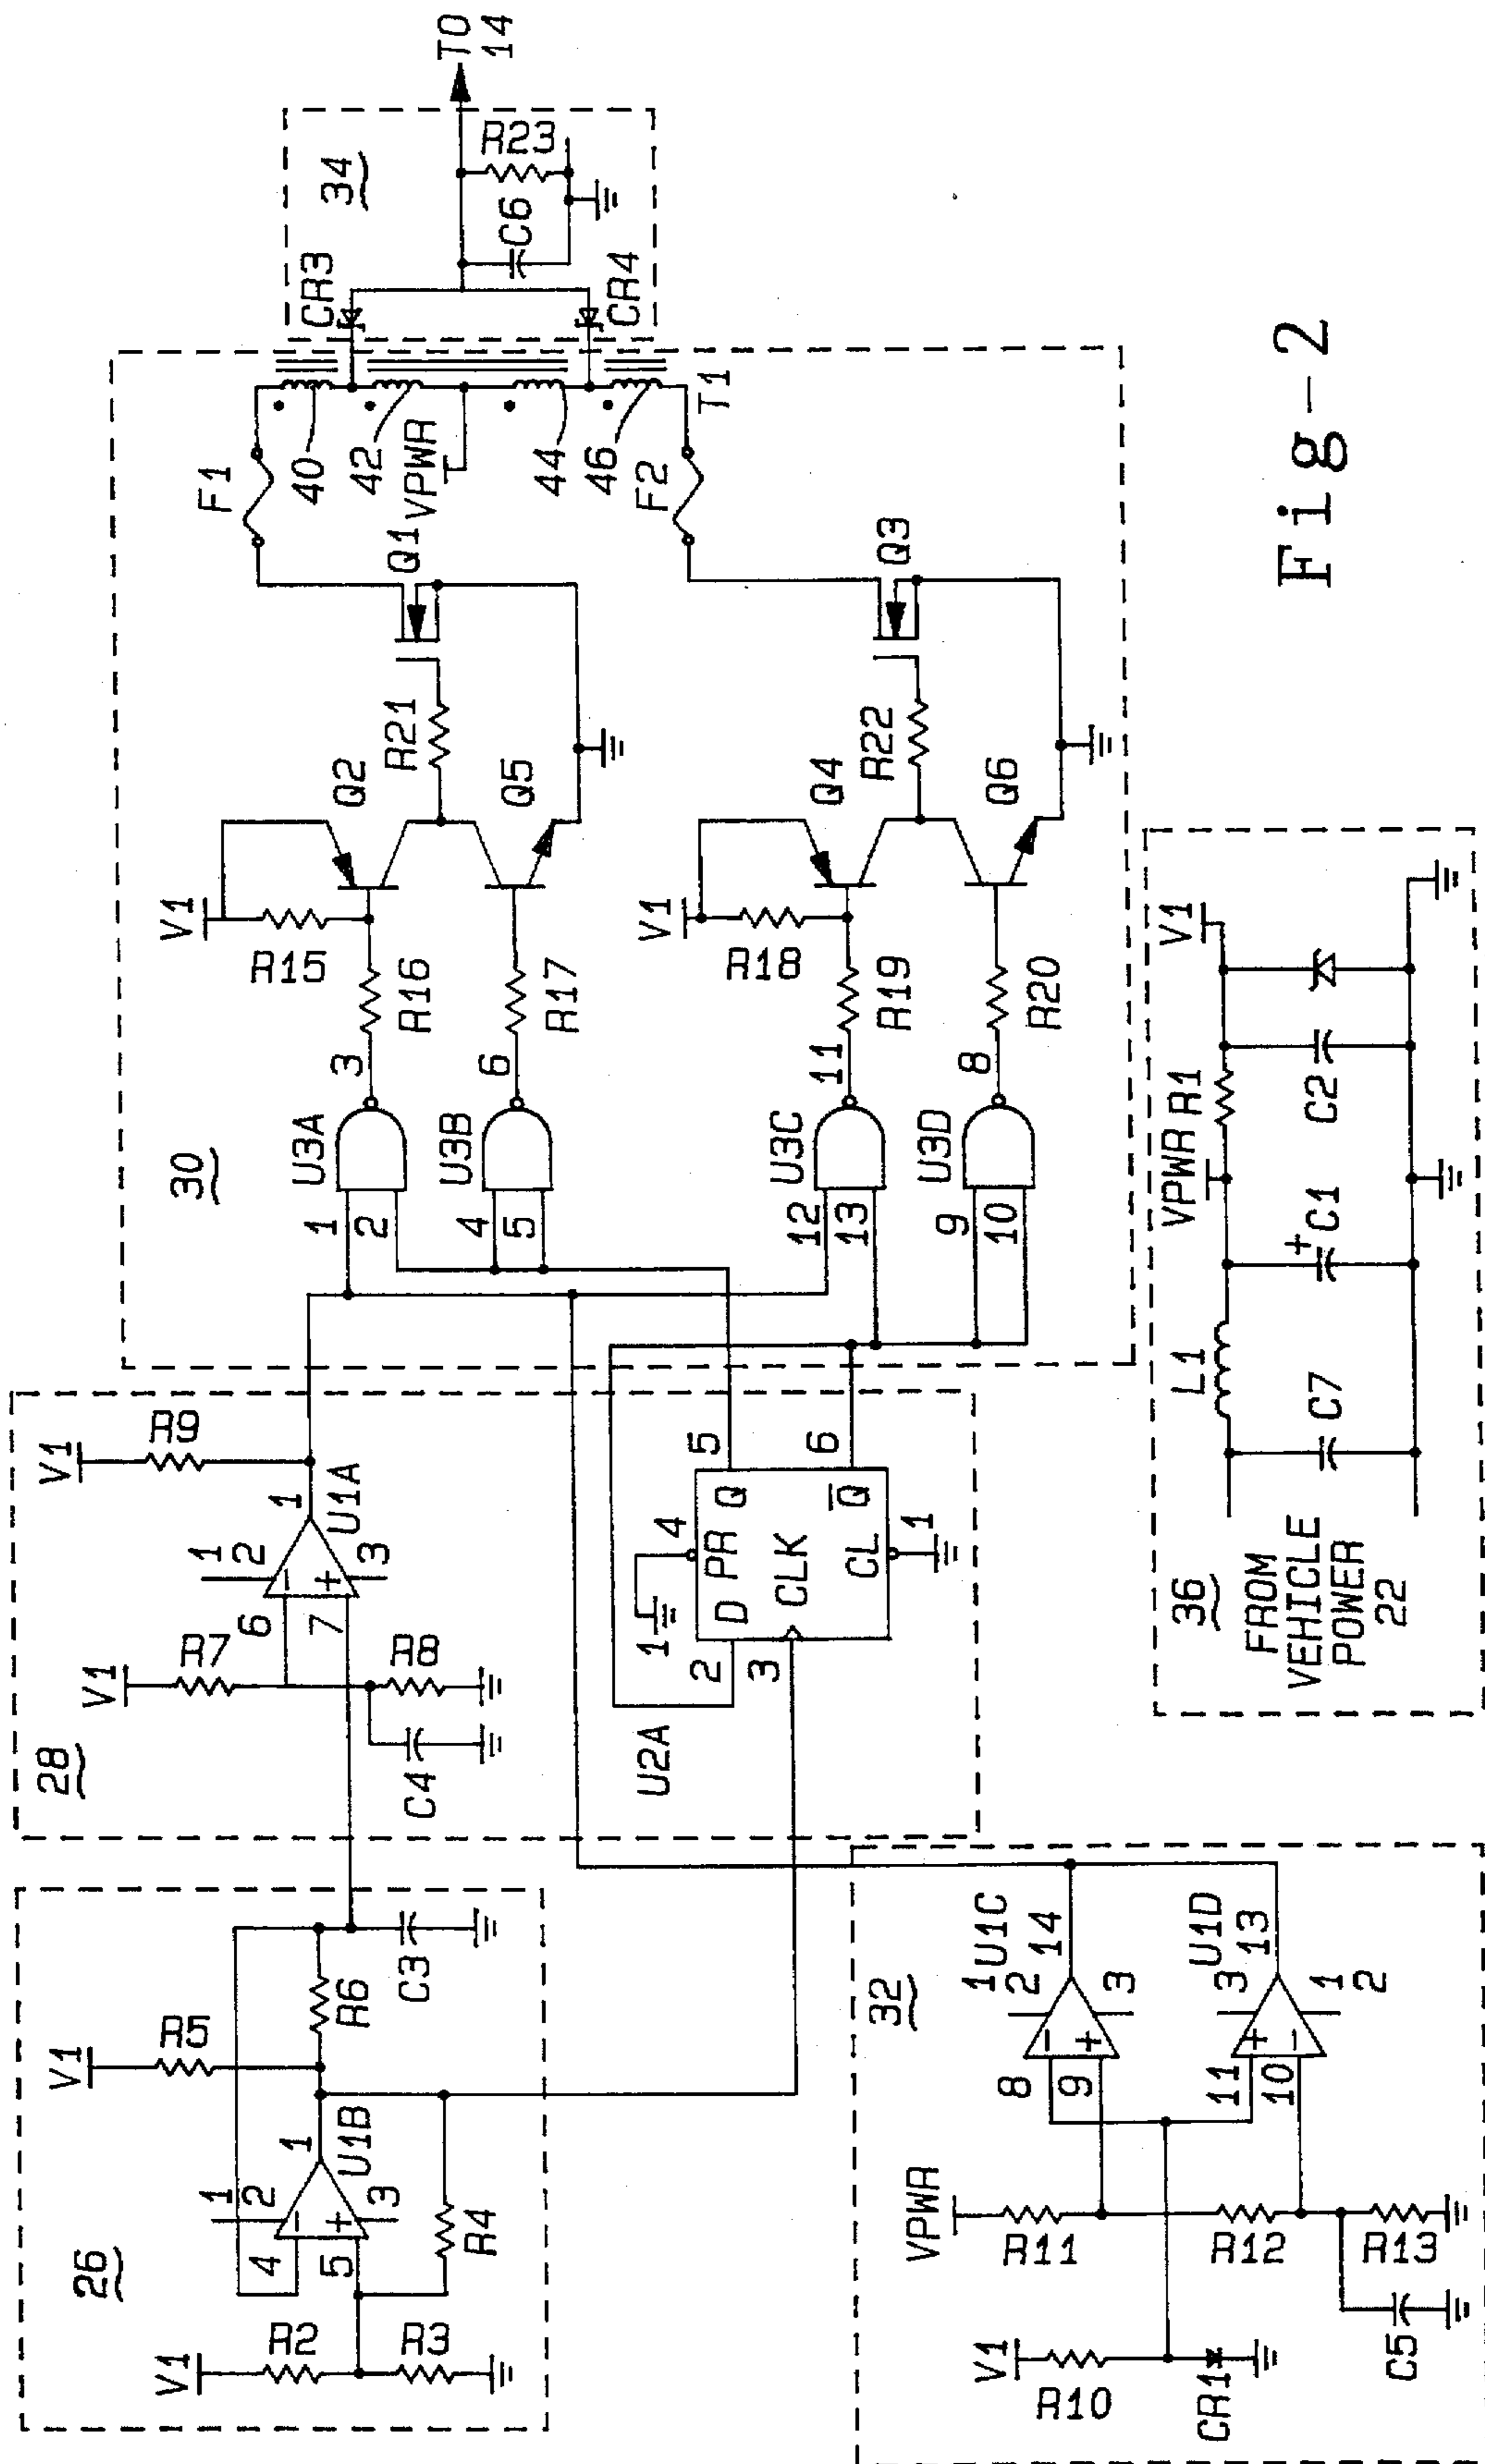 26
V1
R2
R3
4
5
1
2
3
1
U1B
R4
V1
R5
R6
C3
28
V1
R7
R8
C4
6
7
1
2
3
1
U1A
V1
R9
U2A
2
3
D
PR
CLK
CL
Q
Q̅
4
1
1
5
6
30
1
2
U3A
3
4
5
U3B
6
12
13
U3C
11
9
10
U3D
8
V1
R15
R16
R17
Q2
Q5
R21
Q1
F1
V1
R18
R19
R20
Q4
Q6
R22
Q3
F2
40
42
VPWR
44
46
T1
34
CR3
CR4
C6
R23
TO
14
32
V1
R10
CR1
VPWR
R11
R12
R13
C5
8
9
1
2
3
U1C
14
11
10
3
1
2
U1D
13
36
FROM
VEHICLE
POWER
22
C7
L1
C1
+
VPWR
R1
C2
V1
Fig-2